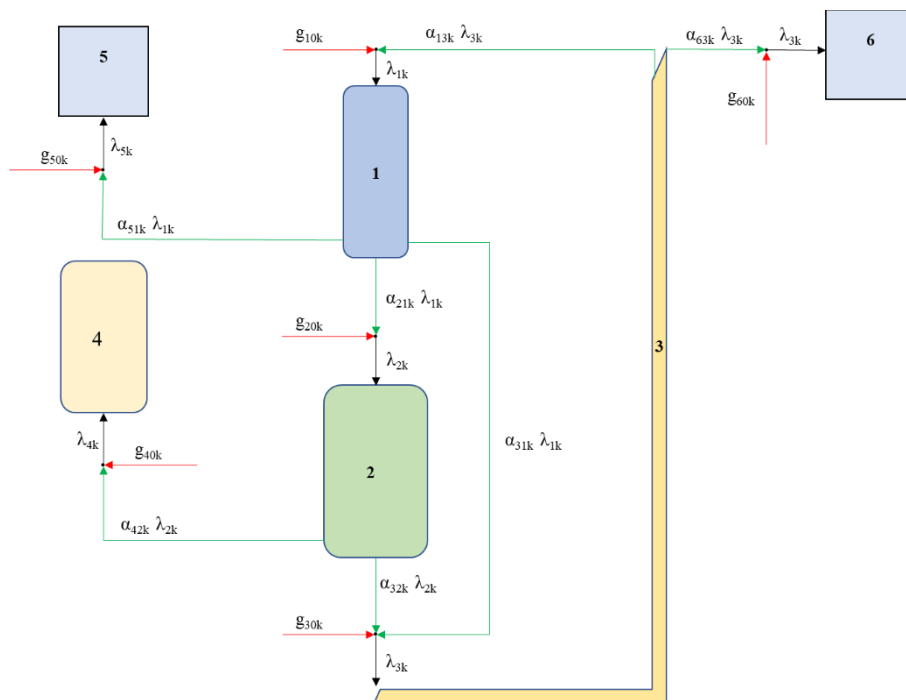 5
g₁₀ₖ
α₁₃ₖ λ₃ₖ
α₆₃ₖ λ₃ₖ
λ₃ₖ
6
λ₁ₖ
g₆₀ₖ
λ₅ₖ
g₅₀ₖ
1
α₅₁ₖ λ₁ₖ
α₂₁ₖ λ₁ₖ
g₂₀ₖ
4
3
λ₂ₖ
λ₄ₖ
g₄₀ₖ
α₃₁ₖ λ₁ₖ
2
α₄₂ₖ λ₂ₖ
α₃₂ₖ λ₂ₖ
g₃₀ₖ
λ₃ₖ